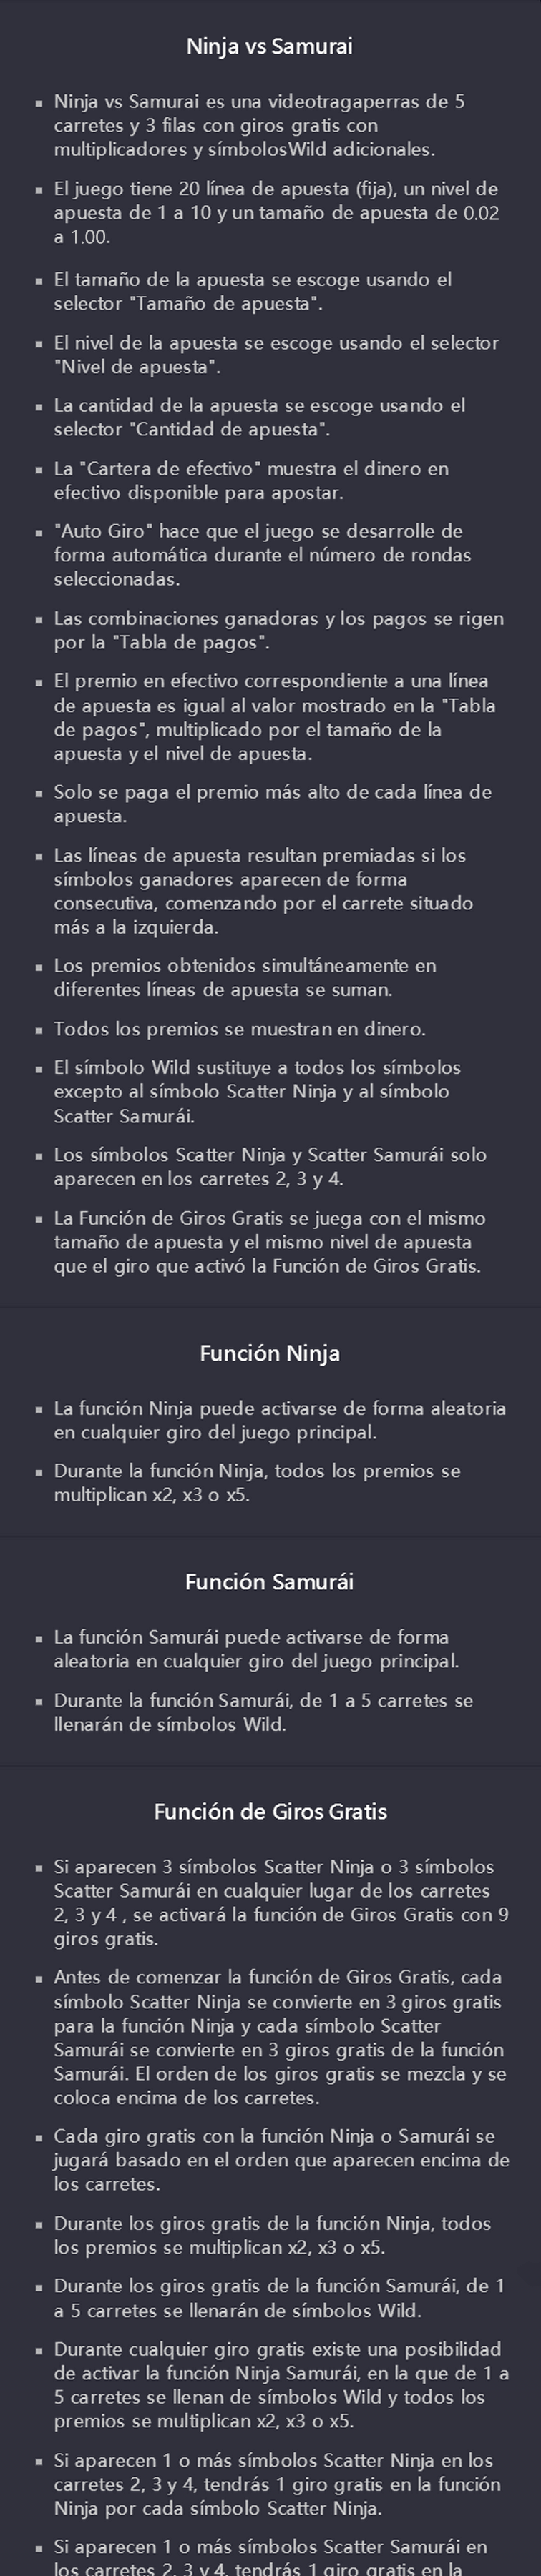 Ninja vs Samurai
Ninja vs Samurai es una videotragaperras de 5
carretes y 3 filas con giros gratis con
multiplicadores y símbolosWild adicionales.
El juego tiene 20 línea de apuesta (fija), un nivel de
apuesta de 1 a 10 y un tamaño de apuesta de 0.02
a 1.00.
El tamaño de la apuesta se escoge usando el
selector "Tamaño de apuesta".
El nivel de la apuesta se escoge usando el selector
"Nivel de apuesta".
La cantidad de la apuesta se escoge usando el
selector "Cantidad de apuesta".
La "Cartera de efectivo" muestra el dinero en
efectivo disponible para apostar.
"Auto Giro" hace que el juego se desarrolle de
forma automática durante el número de rondas
seleccionadas.
Las combinaciones ganadoras y los pagos se rigen
por la "Tabla de pagos".
El premio en efectivo correspondiente a una línea
de apuesta es igual al valor mostrado en la "Tabla
de pagos", multiplicado por el tamaño de la
apuesta y el nivel de apuesta.
Solo se paga el premio más alto de cada línea de
apuesta.
Las líneas de apuesta resultan premiadas si los
símbolos ganadores aparecen de forma
consecutiva, comenzando por el carrete situado
más a la izquierda.
Los premios obtenidos simultáneamente en
diferentes líneas de apuesta se suman.
Todos los premios se muestran en dinero.
El símbolo Wild sustituye a todos los símbolos
excepto al símbolo Scatter Ninja y al símbolo
Scatter Samurái.
Los símbolos Scatter Ninja y Scatter Samurái solo
aparecen en los carretes 2, 3 y 4.
La Función de Giros Gratis se juega con el mismo
tamaño de apuesta y el mismo nivel de apuesta
que el giro que activó la Función de Giros Gratis.
Función Ninja
La función Ninja puede activarse de forma aleatoria
en cualquier giro del juego principal.
Durante la función Ninja, todos los premios se
multiplican x2, x3 o x5.
Función Samurái
La función Samurái puede activarse de forma
aleatoria en cualquier giro del juego principal.
Durante la función Samurái, de 1 a 5 carretes se
llenarán de símbolos Wild.
Función de Giros Gratis
Si aparecen 3 símbolos Scatter Ninja o 3 símbolos
Scatter Samurái en cualquier lugar de los carretes
2, 3 y 4 , se activará la función de Giros Gratis con 9
giros gratis.
Antes de comenzar la función de Giros Gratis, cada
símbolo Scatter Ninja se convierte en 3 giros gratis
para la función Ninja y cada símbolo Scatter
Samurái se convierte en 3 giros gratis de la función
Samurái. El orden de los giros gratis se mezcla y se
coloca encima de los carretes.
Cada giro gratis con la función Ninja o Samurái se
jugará basado en el orden que aparecen encima de
los carretes.
Durante los giros gratis de la función Ninja, todos
los premios se multiplican x2, x3 o x5.
Durante los giros gratis de la función Samurái, de 1
a 5 carretes se llenarán de símbolos Wild.
Durante cualquier giro gratis existe una posibilidad
de activar la función Ninja Samurái, en la que de 1 a
5 carretes se llenan de símbolos Wild y todos los
premios se multiplican x2, x3 o x5.
Si aparecen 1 o más símbolos Scatter Ninja en los
carretes 2, 3 y 4, tendrás 1 giro gratis en la función
Ninja por cada símbolo Scatter Ninja.
Si aparecen 1 o más símbolos Scatter Samurái en
los carretes 2, 3 y 4, tendrás 1 giro gratis en la